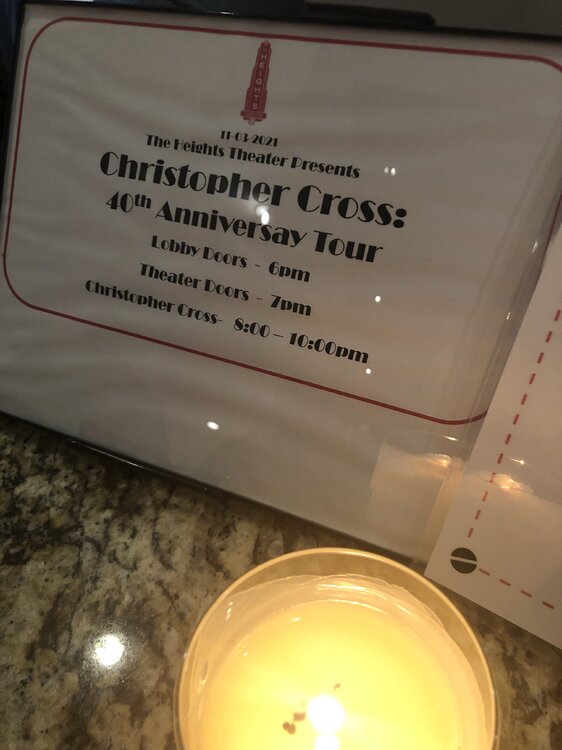 HEIGHTS
11-03-2021
The Heights Theater Presents
Christopher Cross:
40th Anniversay Tour
Lobby Doors - 6pm
Theater Doors - 7pm
Christopher Cross- 8:00 – 10:00pm